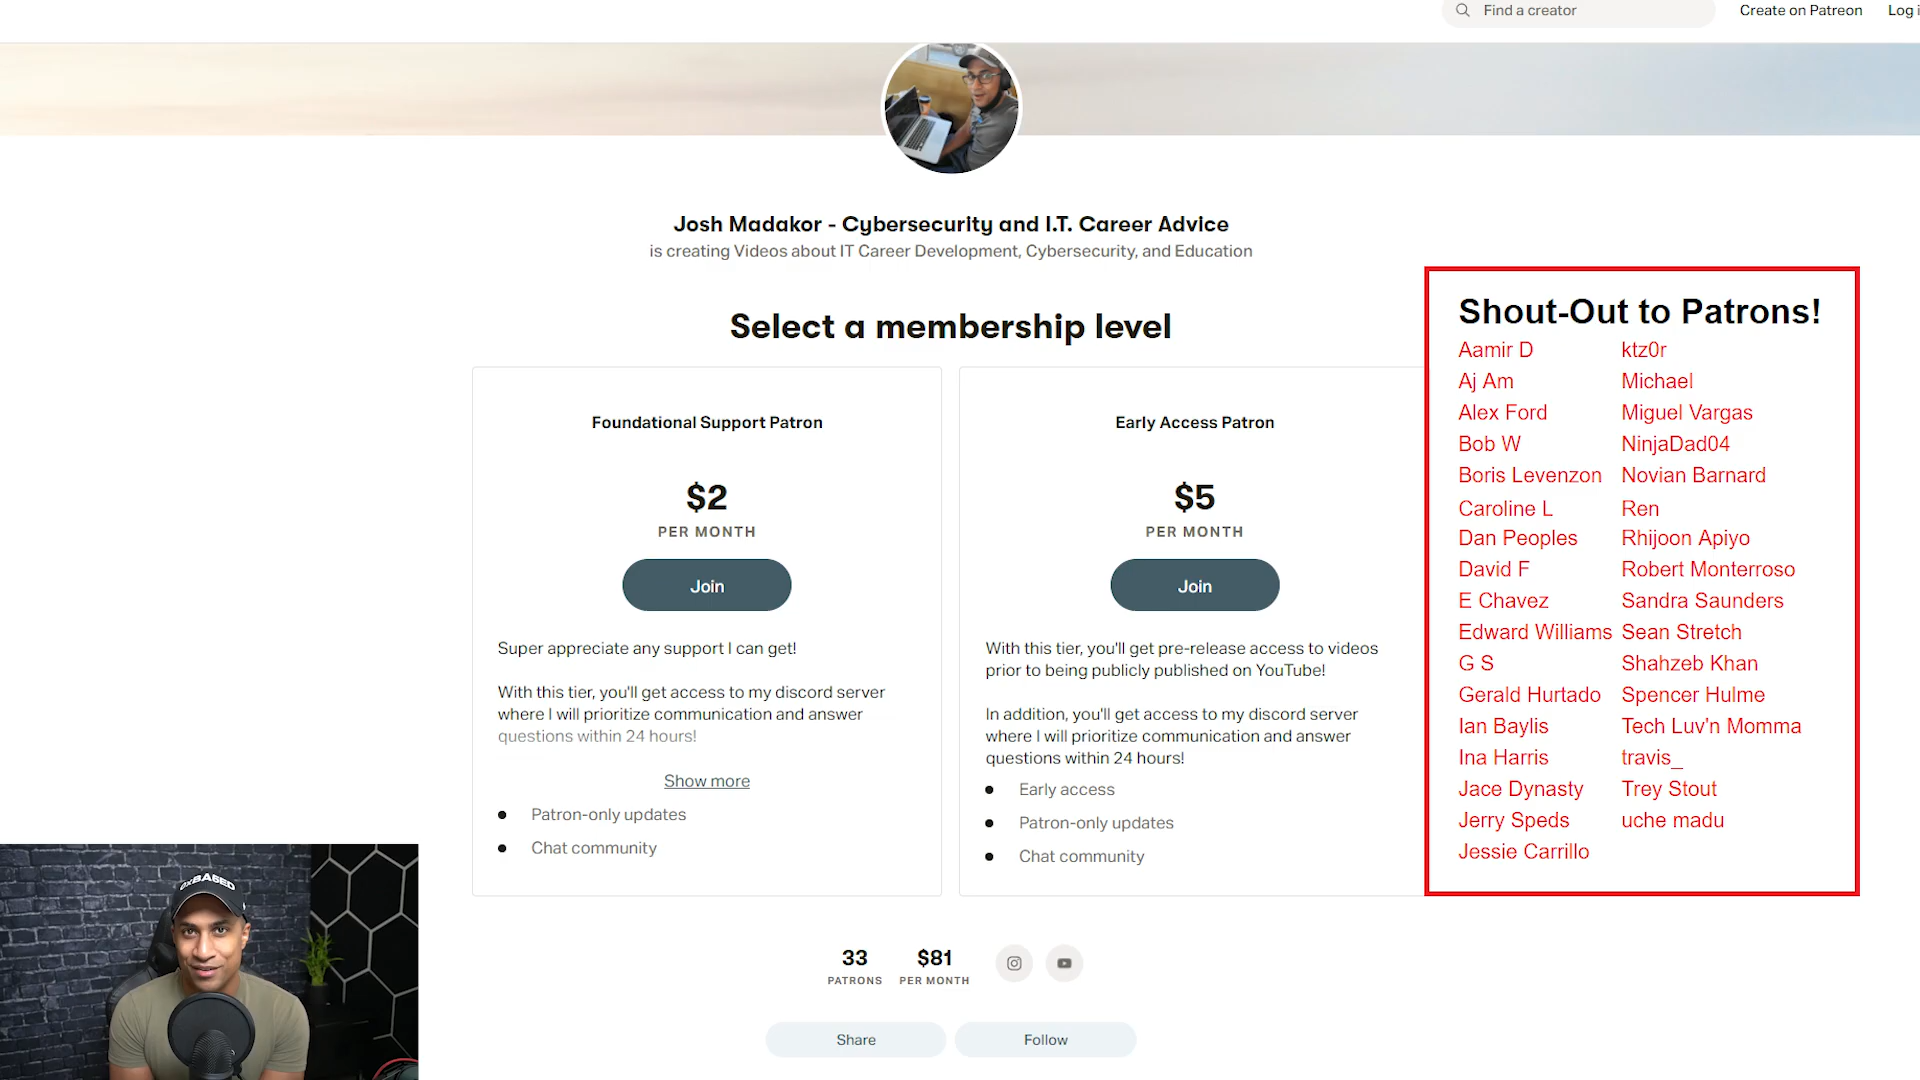 Find a creator
Create on Patreon
Log i
Josh Madakor - Cybersecurity and I.T. Career Advice
is creating Videos about IT Career Development, Cybersecurity, and Education
Select a membership level
Foundational Support Patron
$2
PER MONTH
Join
Super appreciate any support I can get!
With this tier, you'll get access to my discord server
where I will prioritize communication and answer
questions within 24 hours!
Show more
Patron-only updates
Chat community
Early Access Patron
$5
PER MONTH
Join
With this tier, you'll get pre-release access to videos
prior to being publicly published on YouTube!
In addition, you'll get access to my discord server
where I will prioritize communication and answer
questions within 24 hours!
Early access
Patron-only updates
Chat community
Shout-Out to Patrons!
Aamir D
Aj Am
Alex Ford
Bob W
Boris Levenzon
Caroline L
Dan Peoples
David F
E Chavez
Edward Williams
G S
Gerald Hurtado
Ian Baylis
Ina Harris
Jace Dynasty
Jerry Speds
Jessie Carrillo
ktz0r
Michael
Miguel Vargas
NinjaDad04
Novian Barnard
Ren
Rhijoon Apiyo
Robert Monterroso
Sandra Saunders
Sean Stretch
Shahzeb Khan
Spencer Hulme
Tech Luv'n Momma
travis_
Trey Stout
uche madu
0xBA5ED
33
PATRONS
$81
PER MONTH
Share
Follow